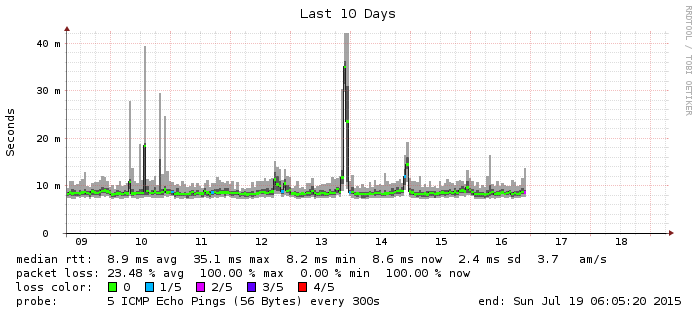 Last 10 Days
RRDTOOL / TOBI OETIKER
Seconds
40 m
30 m
20 m
10 m
0
09 10 11 12 13 14 15 16 17 18
median rtt: 8.9 ms avg 35.1 ms max 8.2 ms min 8.6 ms now 2.4 ms sd 3.7 am/s
packet loss: 23.48 % avg 100.00 % max 0.00 % min 100.00 % now
loss color: 0 1/5 2/5 3/5 4/5
probe: 5 ICMP Echo Pings (56 Bytes) every 300s end: Sun Jul 19 06:05:20 2015